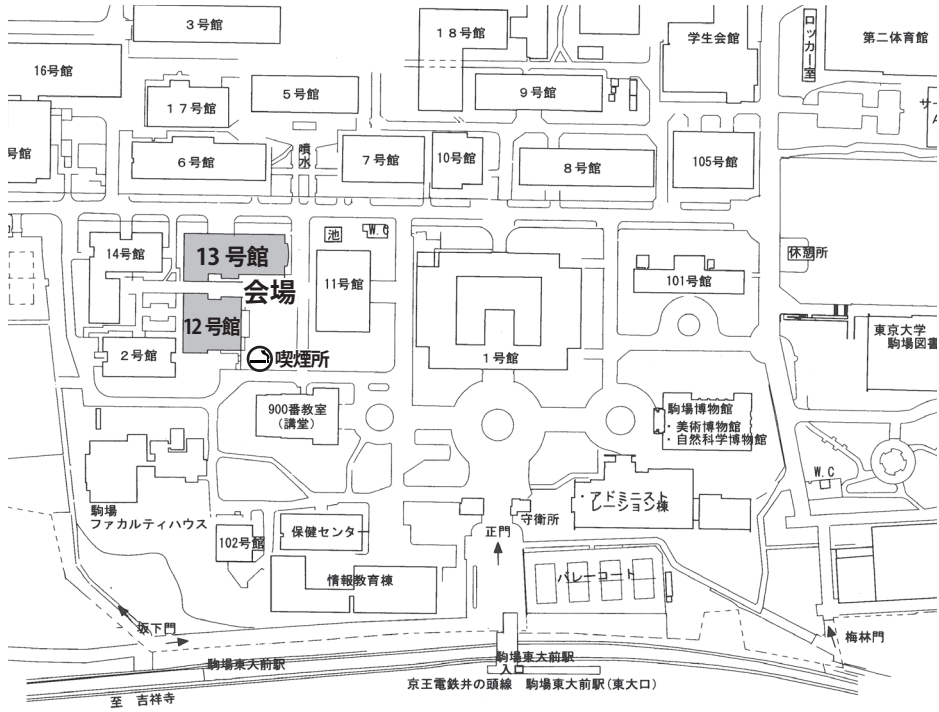 3号館
18号館
学生会館
ロッカー室
第二体育館
16号館
17号館
5号館
9号館
サー
A
号館
6号館
噴水
7号館
10号館
8号館
105号館
14号館
13号館
池
W.C
休憩所
11号館
101号館
会場
12号館
東京大学
駒場図書
2号館
喫煙所
1号館
900番教室
(講堂)
駒場博物館
・美術博物館
・自然科学博物館
W.C
・アドミニスト
レーション棟
駒場
ファカルティハウス
守衛所
正門
保健センター
102号館
情報教育棟
バレーコート
坂下門
梅林門
駒場東大前駅
駒場東大前駅
入口
京王電鉄井の頭線 駒場東大前駅(東大口)
至 吉祥寺